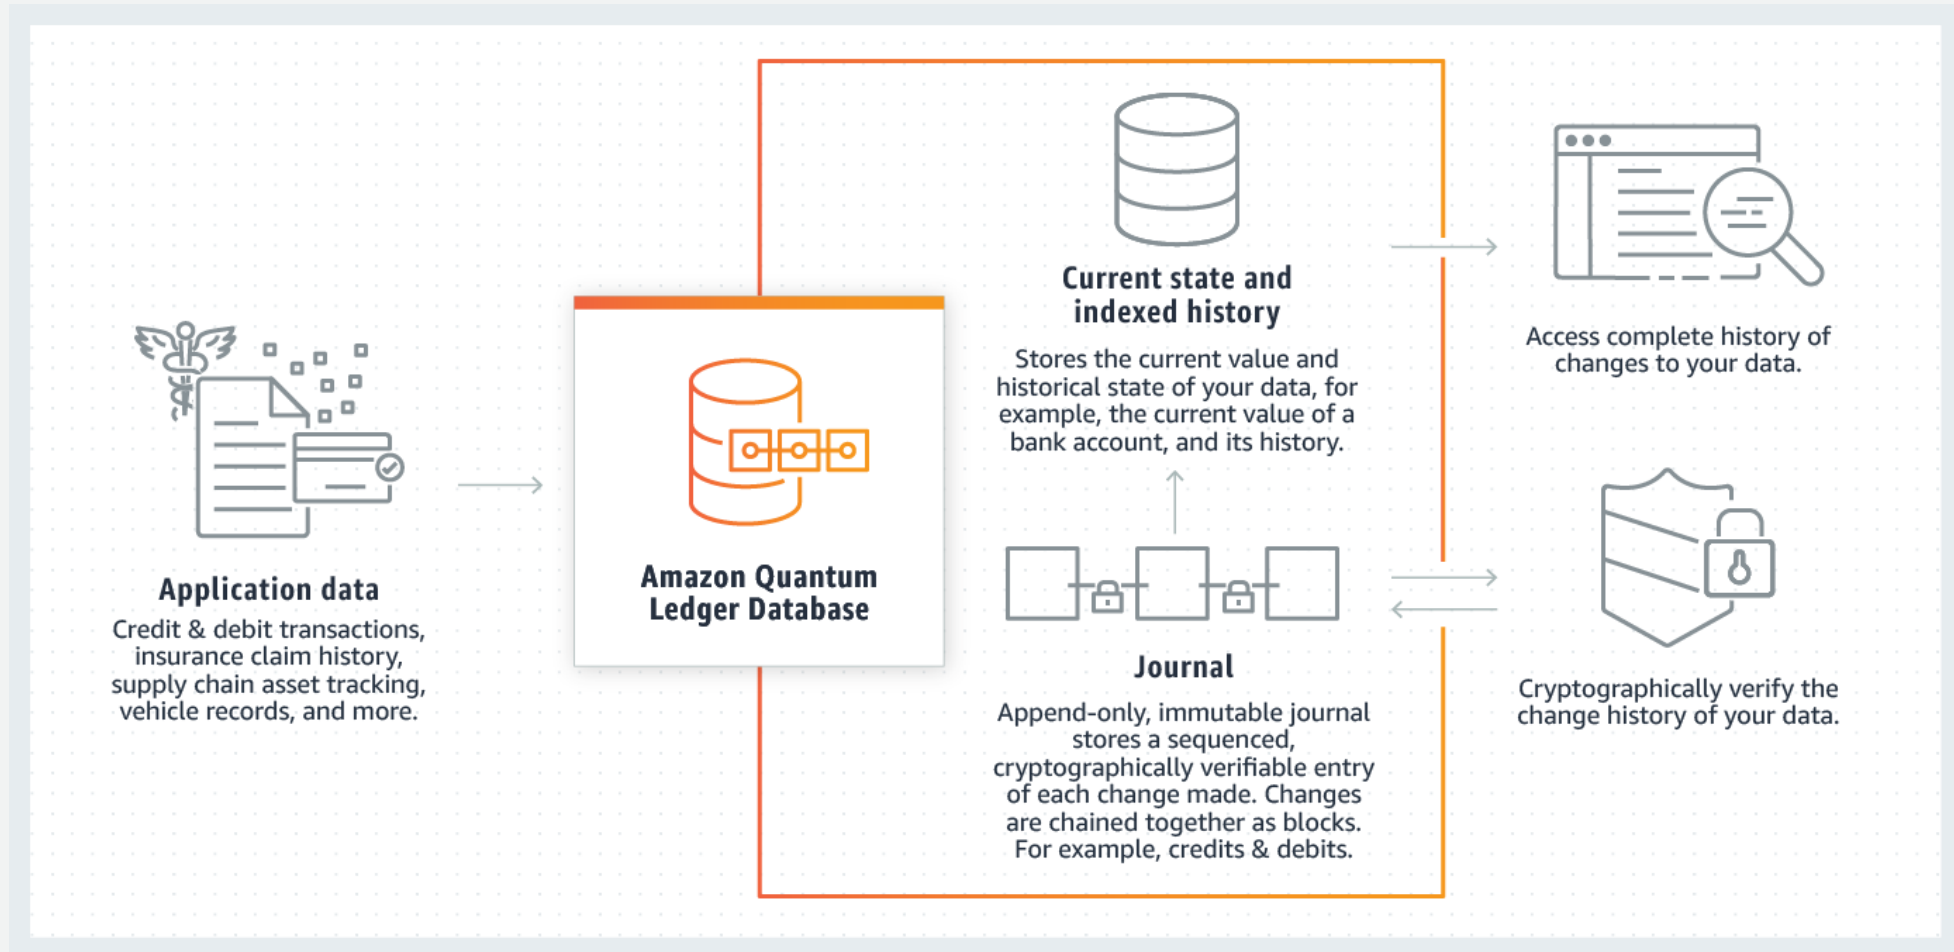 Application data
Credit & debit transactions,
insurance claim history,
supply chain asset tracking,
vehicle records, and more.
Amazon Quantum
Ledger Database
Current state and
indexed history
Stores the current value and
historical state of your data, for
example, the current value of a
bank account, and its history.
Journal
Append-only, immutable journal
stores a sequenced,
cryptographically verifiable entry
of each change made. Changes
are chained together as blocks.
For example, credits & debits.
Access complete history of
changes to your data.
Cryptographically verify the
change history of your data.